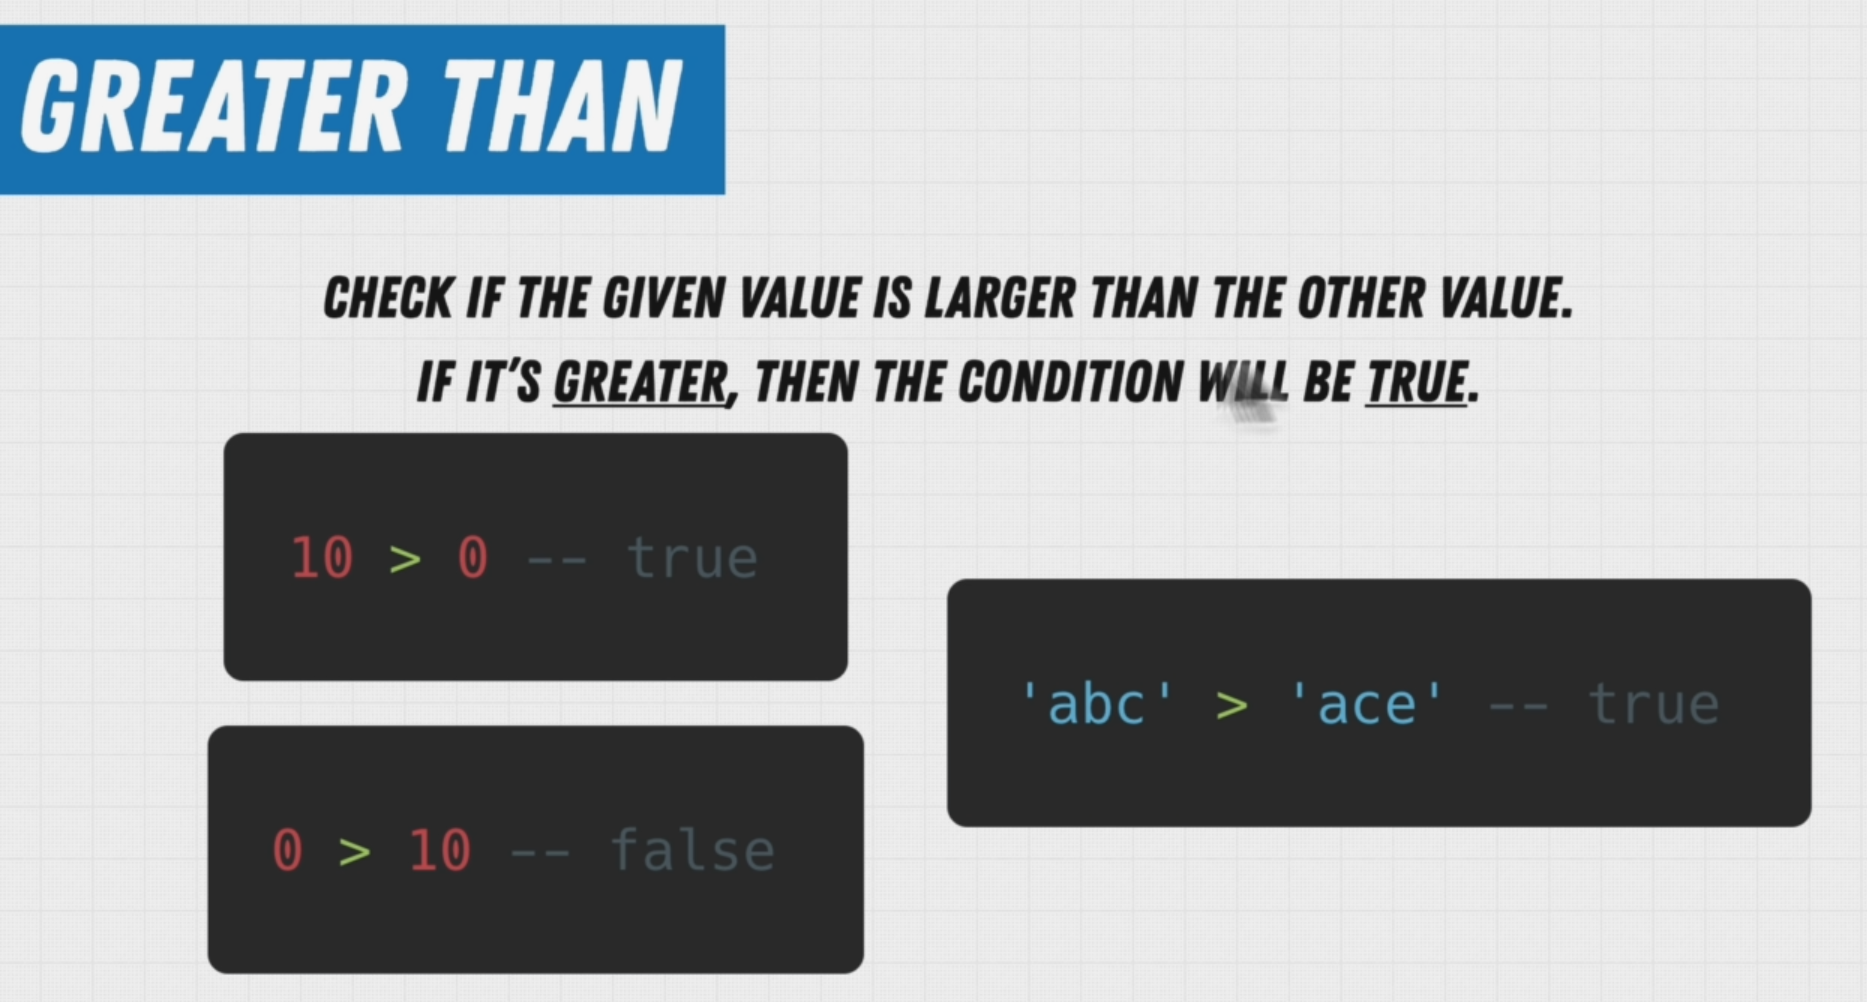 GREATER THAN
CHECK IF THE GIVEN VALUE IS LARGER THAN THE OTHER VALUE.
IF IT'S GREATER, THEN THE CONDITION WILL BE TRUE.
10 > 0 -- true
'abc' > 'ace' -- true
0 > 10 -- false